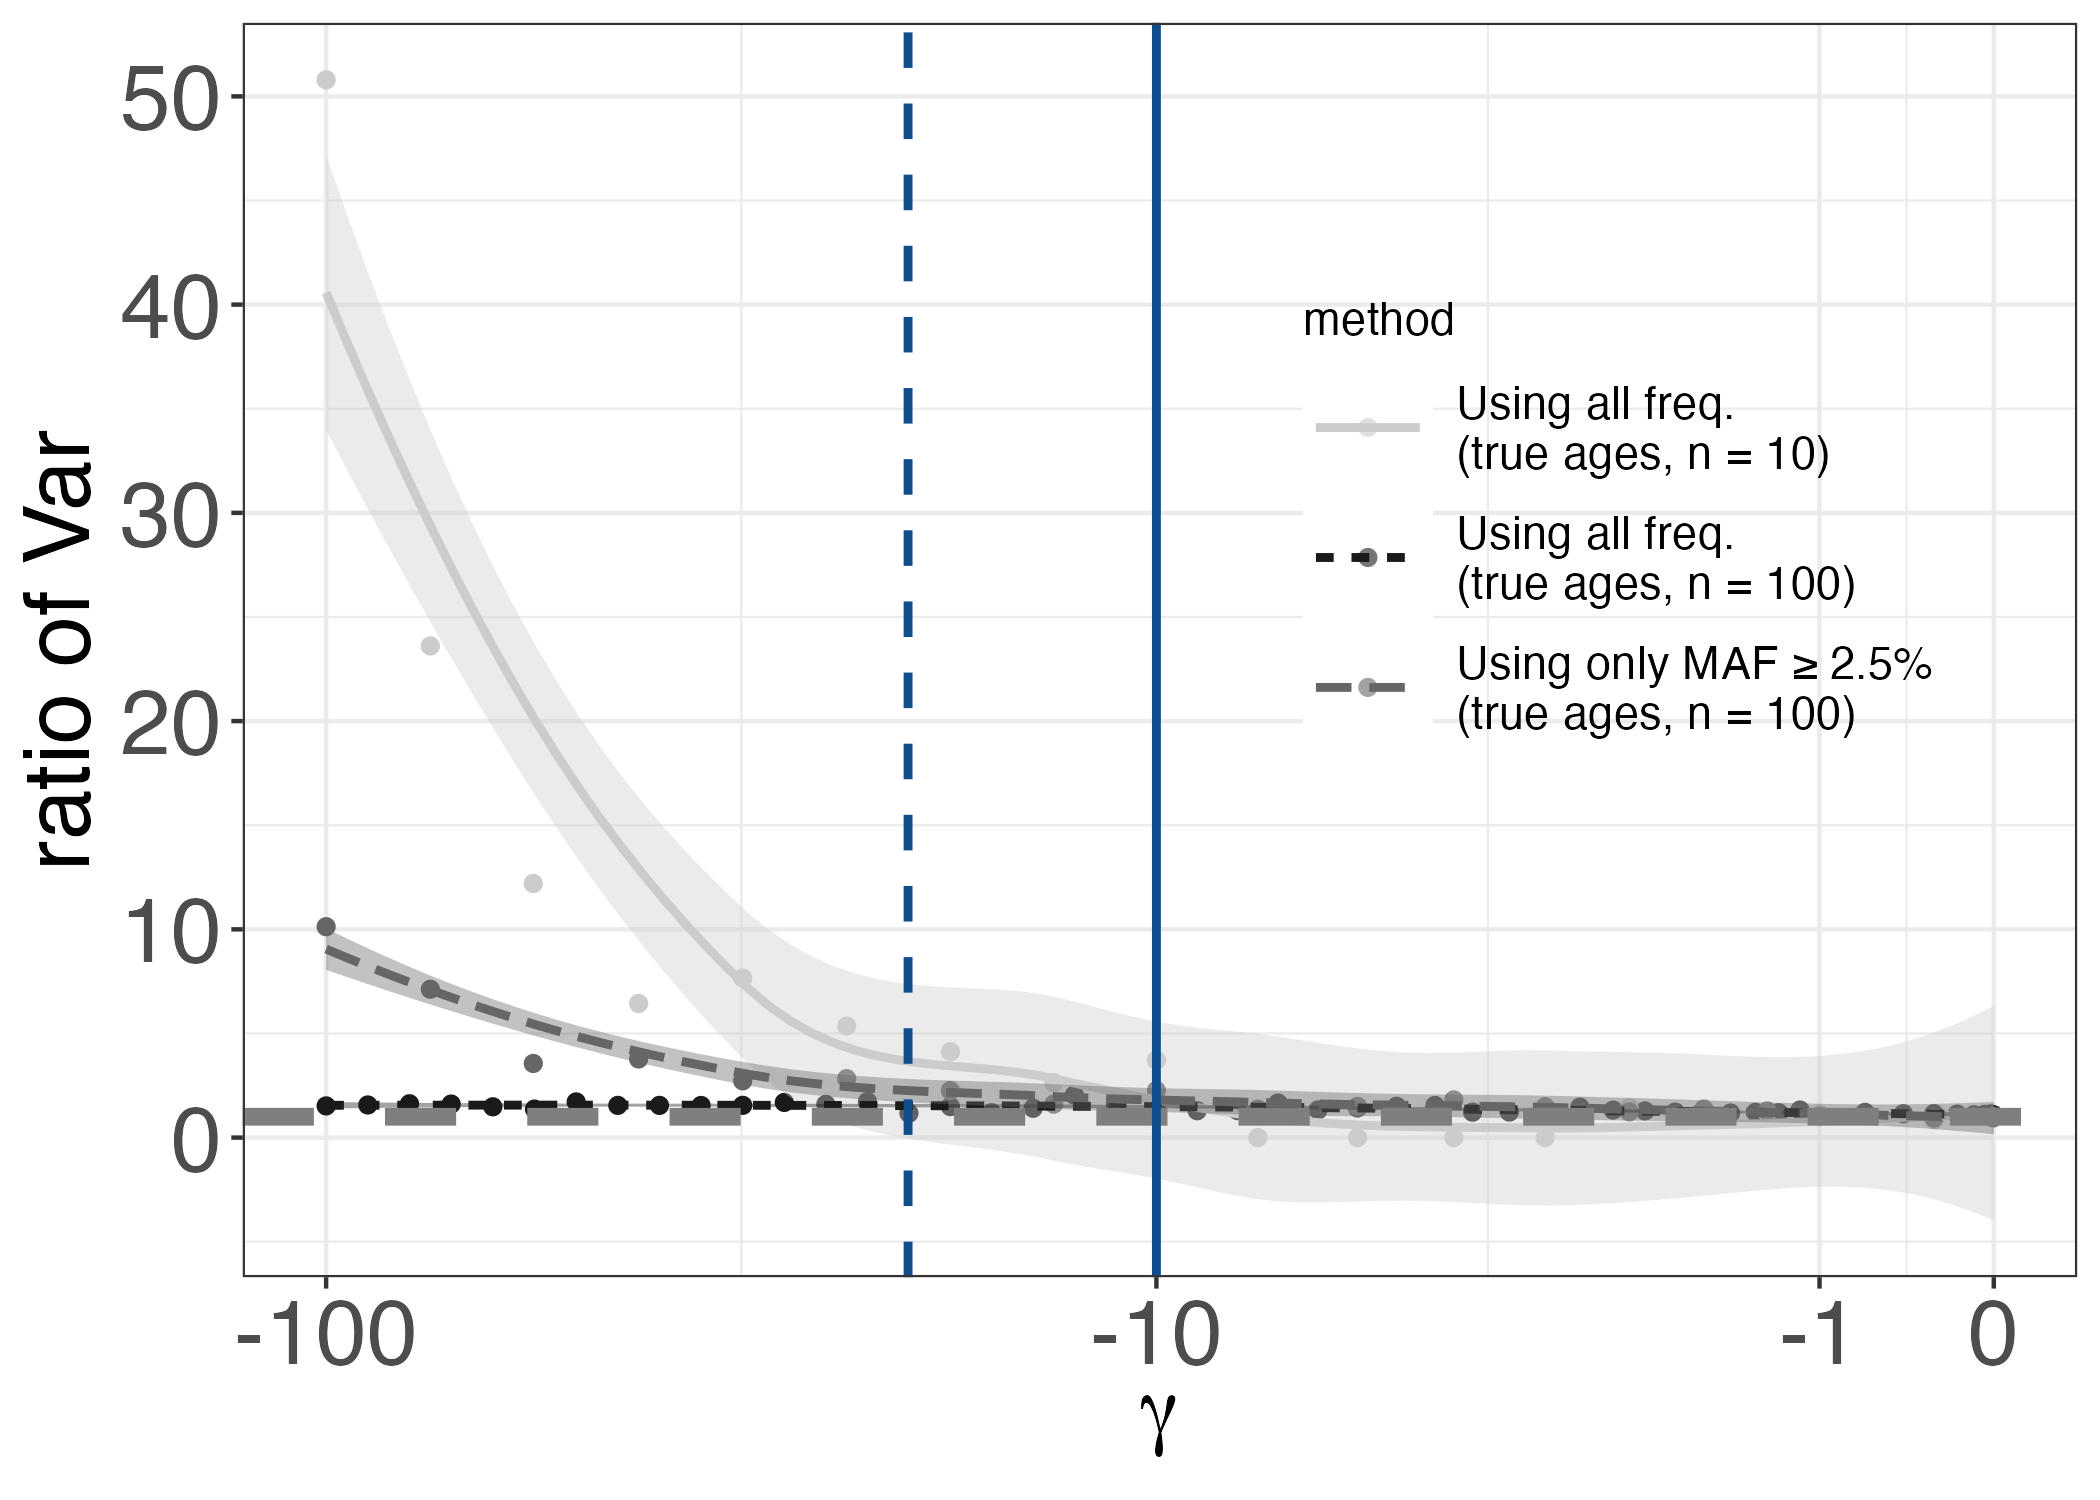 50
40
30
20
10
0
ratio of Var
method
Using all freq.
(true ages, n = 10)
Using all freq.
(true ages, n = 100)
Using only MAF ≥ 2.5%
(true ages, n = 100)
-100
-10
-1
0
γ